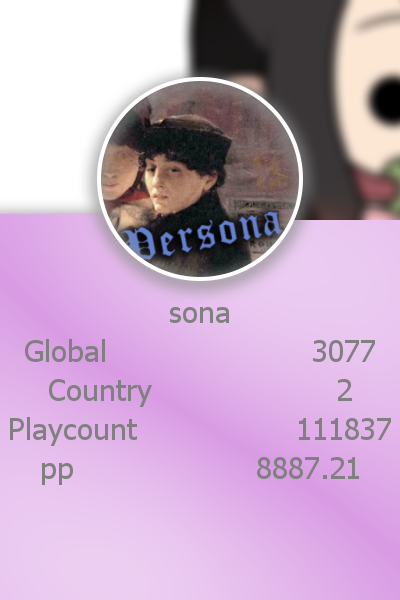 Persona
sona
Global 3077
Country 2
Playcount 111837
pp 8887.21